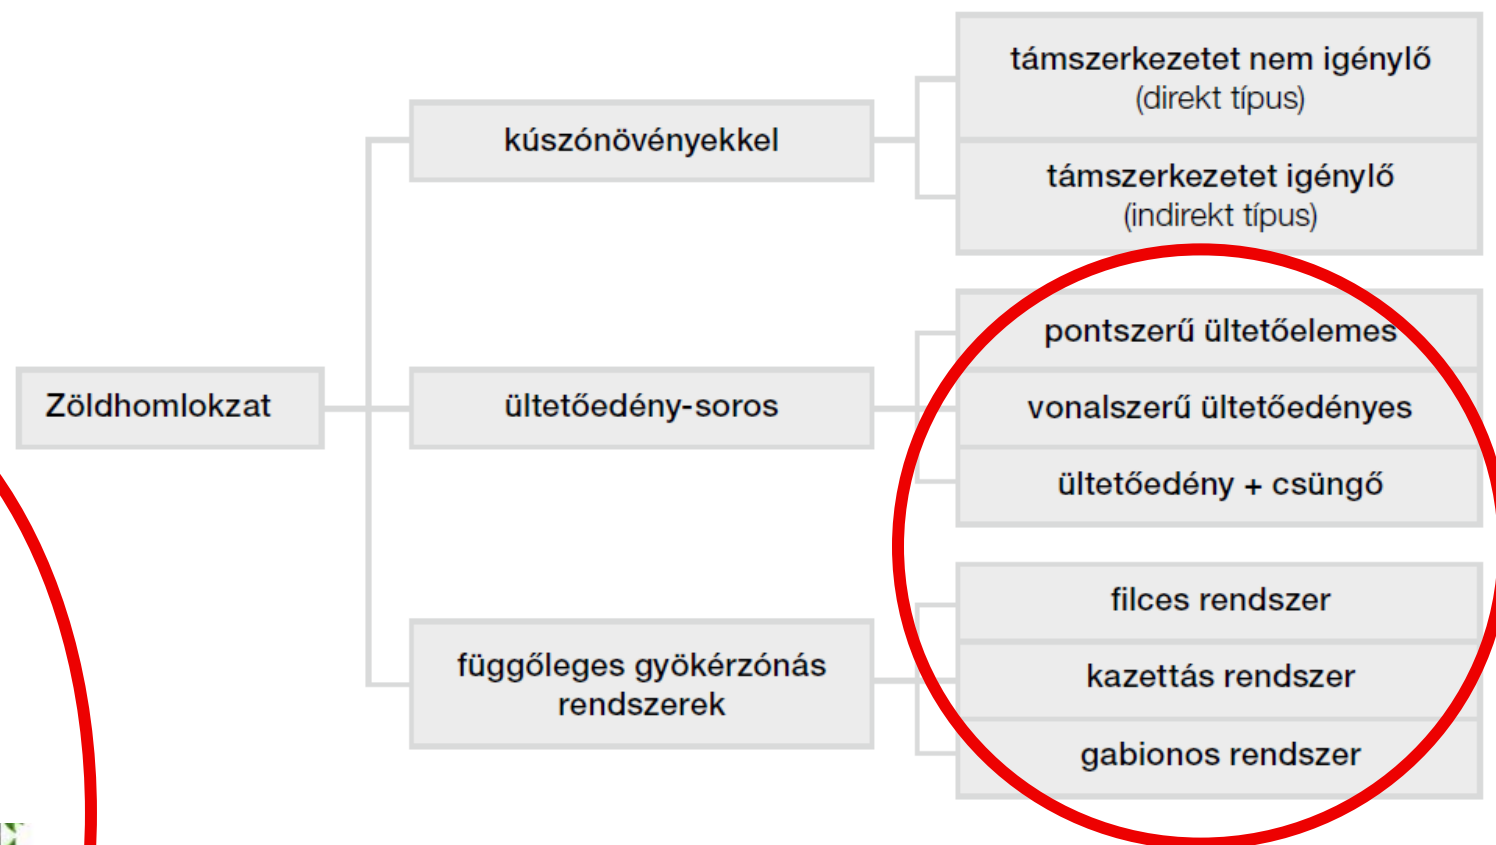 támszerkezetet nem igénylő
(direkt típus)
kúszónövényekkel
támszerkezetet igénylő
(indirekt típus)
pontszerű ültetőelemes
Zöldhomlokzat
ültetőedény-soros
vonalszerű ültetőedényes
ültetőedény + csüngő
filces rendszer
függőleges gyökérzónás
rendszerek
kazettás rendszer
gabionos rendszer